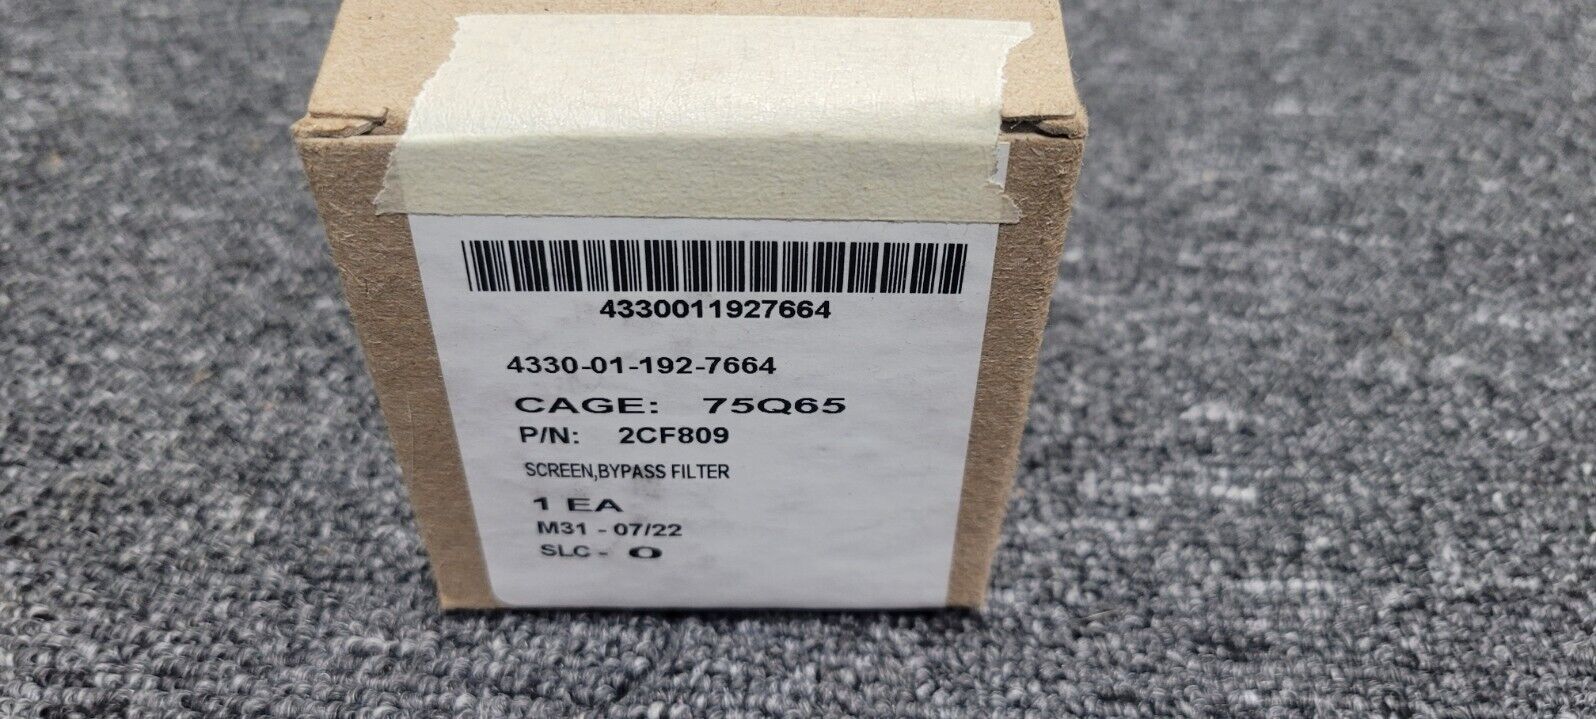 4330011927664
4330-01-192-7664
CAGE: 75Q65
P/N: 2CF809
SCREEN,BYPASS FILTER
1 EA
M31 - 07/22
SLC - 0